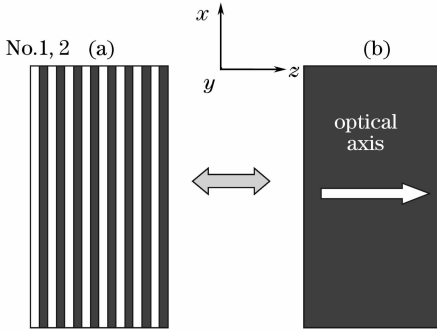 No.1, 2 (a)
x
y
z
(b)
optical
axis